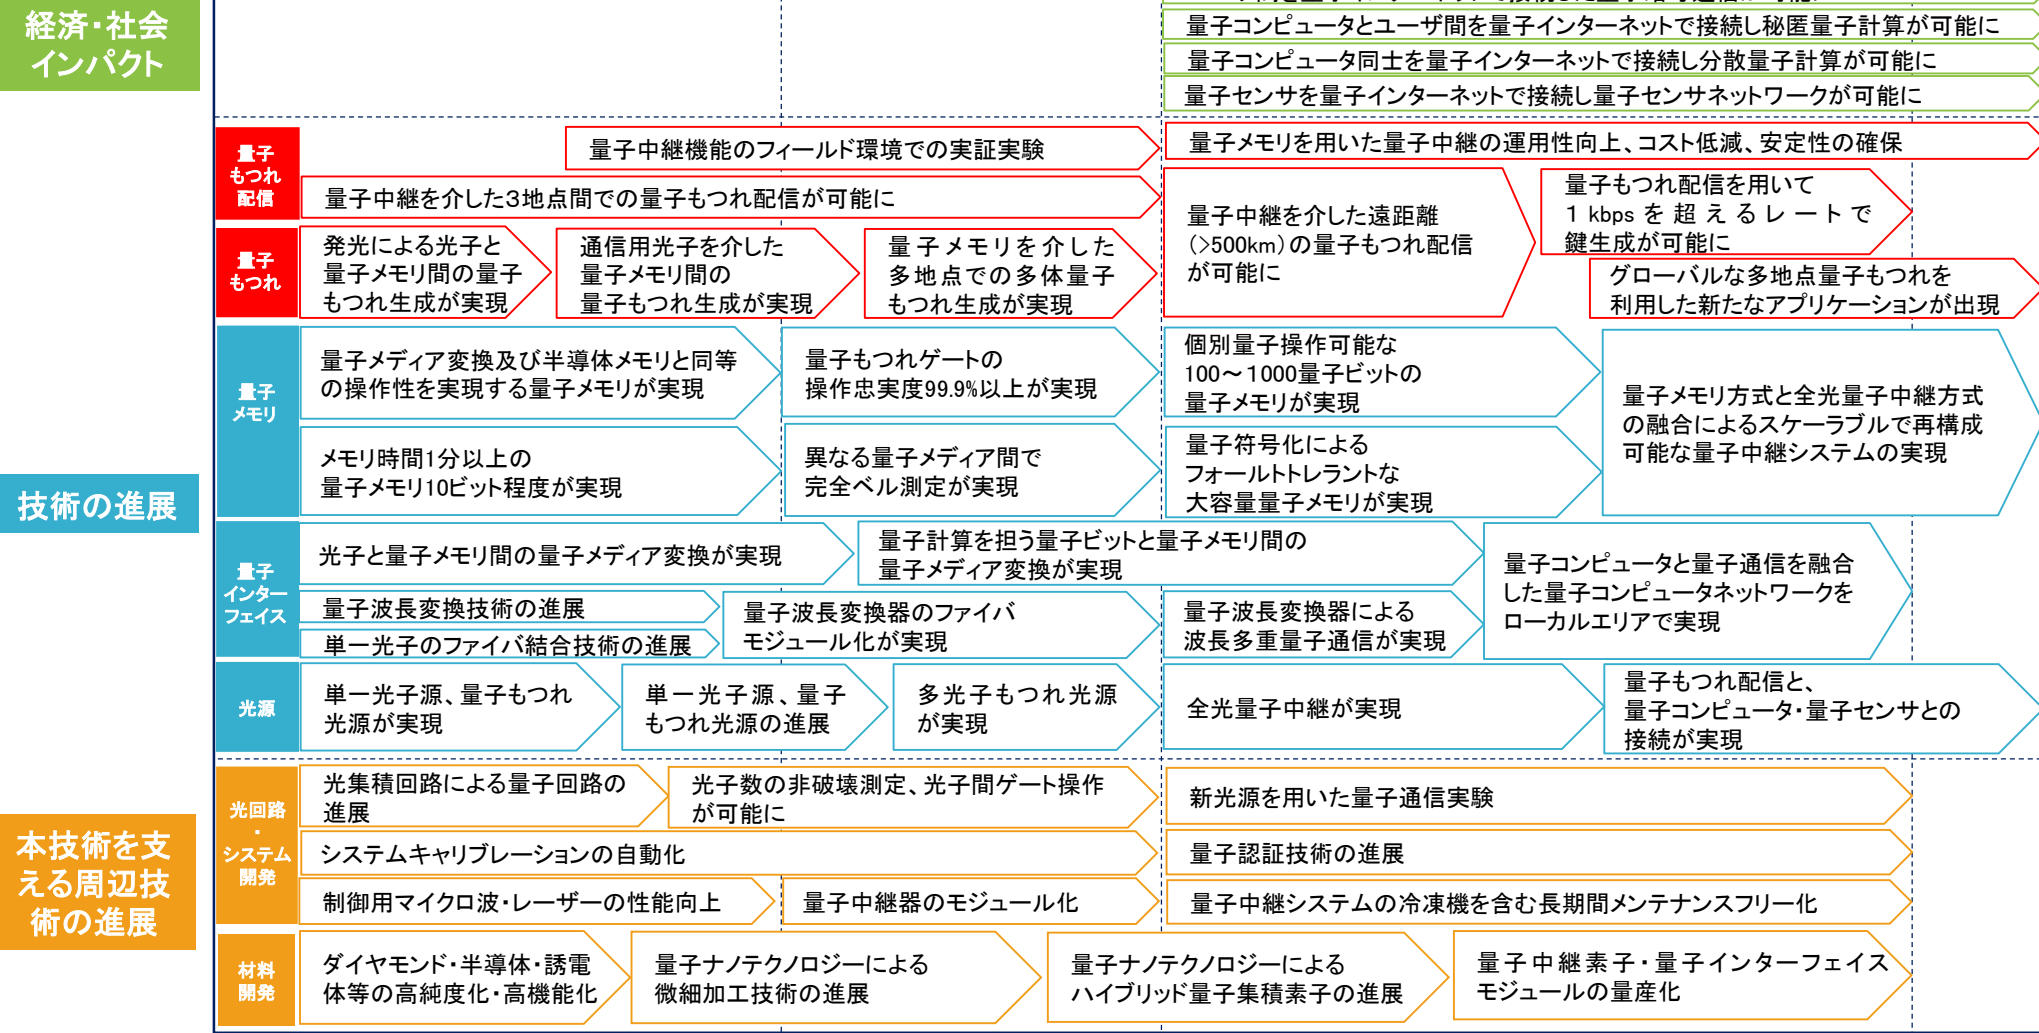 経済・社会
インパクト
量子コンピュータとユーザ間を量子インターネットで接続し秘匿量子計算が可能に
量子コンピュータ同士を量子インターネットで接続し分散量子計算が可能に
量子センサを量子インターネットで接続し量子センサネットワークが可能に
量子
もつれ
配信
量子中継機能のフィールド環境での実証実験
量子メモリを用いた量子中継の運用性向上、コスト低減、安定性の確保
量子中継を介した3地点間での量子もつれ配信が可能に
量子中継を介した遠距離
(>500km)の量子もつれ配信
が可能に
量子もつれ配信を用いて
1 kbps を 超 え る レ ー ト で
鍵生成が可能に
量子
もつれ
発光による光子と
量子メモリ間の量子
もつれ生成が実現
通信用光子を介した
量子メモリ間の
量子もつれ生成が実現
量子メモリを介した
多地点での多体量子
もつれ生成が実現
グローバルな多地点量子もつれを
利用した新たなアプリケーションが出現
技術の進展
量子
メモリ
量子メディア変換及び半導体メモリと同等
の操作性を実現する量子メモリが実現
量子もつれゲートの
操作忠実度99.9%以上が実現
個別量子操作可能な
100～1000量子ビットの
量子メモリが実現
量子メモリ方式と全光量子中継方式
の融合によるスケーラブルで再構成
可能な量子中継システムの実現
メモリ時間1分以上の
量子メモリ10ビット程度が実現
異なる量子メディア間で
完全ベル測定が実現
量子符号化による
フォールトトレラントな
大容量量子メモリが実現
量子
インター
フェイス
光子と量子メモリ間の量子メディア変換が実現
量子計算を担う量子ビットと量子メモリ間の
量子メディア変換が実現
量子コンピュータと量子通信を融合
した量子コンピュータネットワークを
ローカルエリアで実現
量子波長変換技術の進展
単一光子のファイバ結合技術の進展
量子波長変換器のファイバ
モジュール化が実現
量子波長変換器による
波長多重量子通信が実現
光源
単一光子源、量子もつれ
光源が実現
単一光子源、量子
もつれ光源の進展
多光子もつれ光源
が実現
全光量子中継が実現
量子もつれ配信と、
量子コンピュータ・量子センサとの
接続が実現
本技術を支
える周辺技
術の進展
光回路
・
システム
開発
光集積回路による量子回路の
進展
光子数の非破壊測定、光子間ゲート操作
が可能に
新光源を用いた量子通信実験
システムキャリブレーションの自動化
量子認証技術の進展
制御用マイクロ波・レーザーの性能向上
量子中継器のモジュール化
量子中継システムの冷凍機を含む長期間メンテナンスフリー化
材料
開発
ダイヤモンド・半導体・誘電
体等の高純度化・高機能化
量子ナノテクノロジーによる
微細加工技術の進展
量子ナノテクノロジーによる
ハイブリッド量子集積素子の進展
量子中継素子・量子インターフェイス
モジュールの量産化